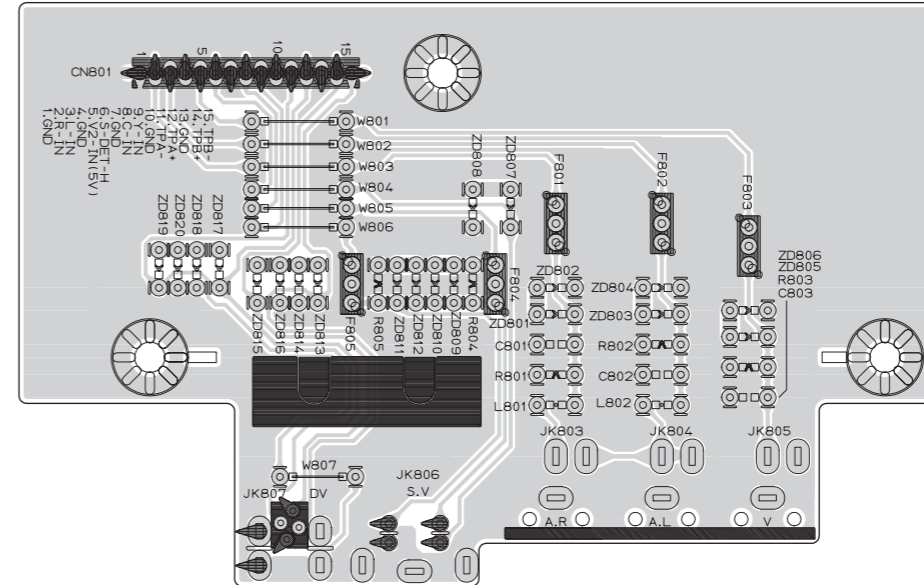 1
5
10
15
CN801
1.GND
2.R-IN
3.L-IN
4.GND
5.V2-IN(5V)
6.S-DET-H
7.GND
8.C-IN
9.Y-IN
10.GND
11.TPA-
12.TPA+
13.GND
14.TPB+
15.TPB-
W801
W802
W803
W804
W805
W806
ZD808
ZD807
F801
F802
F803
ZD819
ZD820
ZD818
ZD817
ZD806
ZD805
R803
C803
ZD815
ZD816
ZD814
ZD813
F805
R805
ZD811
ZD812
ZD810
ZD809
R804
F804
ZD802
ZD801
C801
R801
L801
ZD804
ZD803
R802
C802
L802
JK803
JK804
JK805
W807
JK807
DV
JK806
S.V
A.R
A.L
V